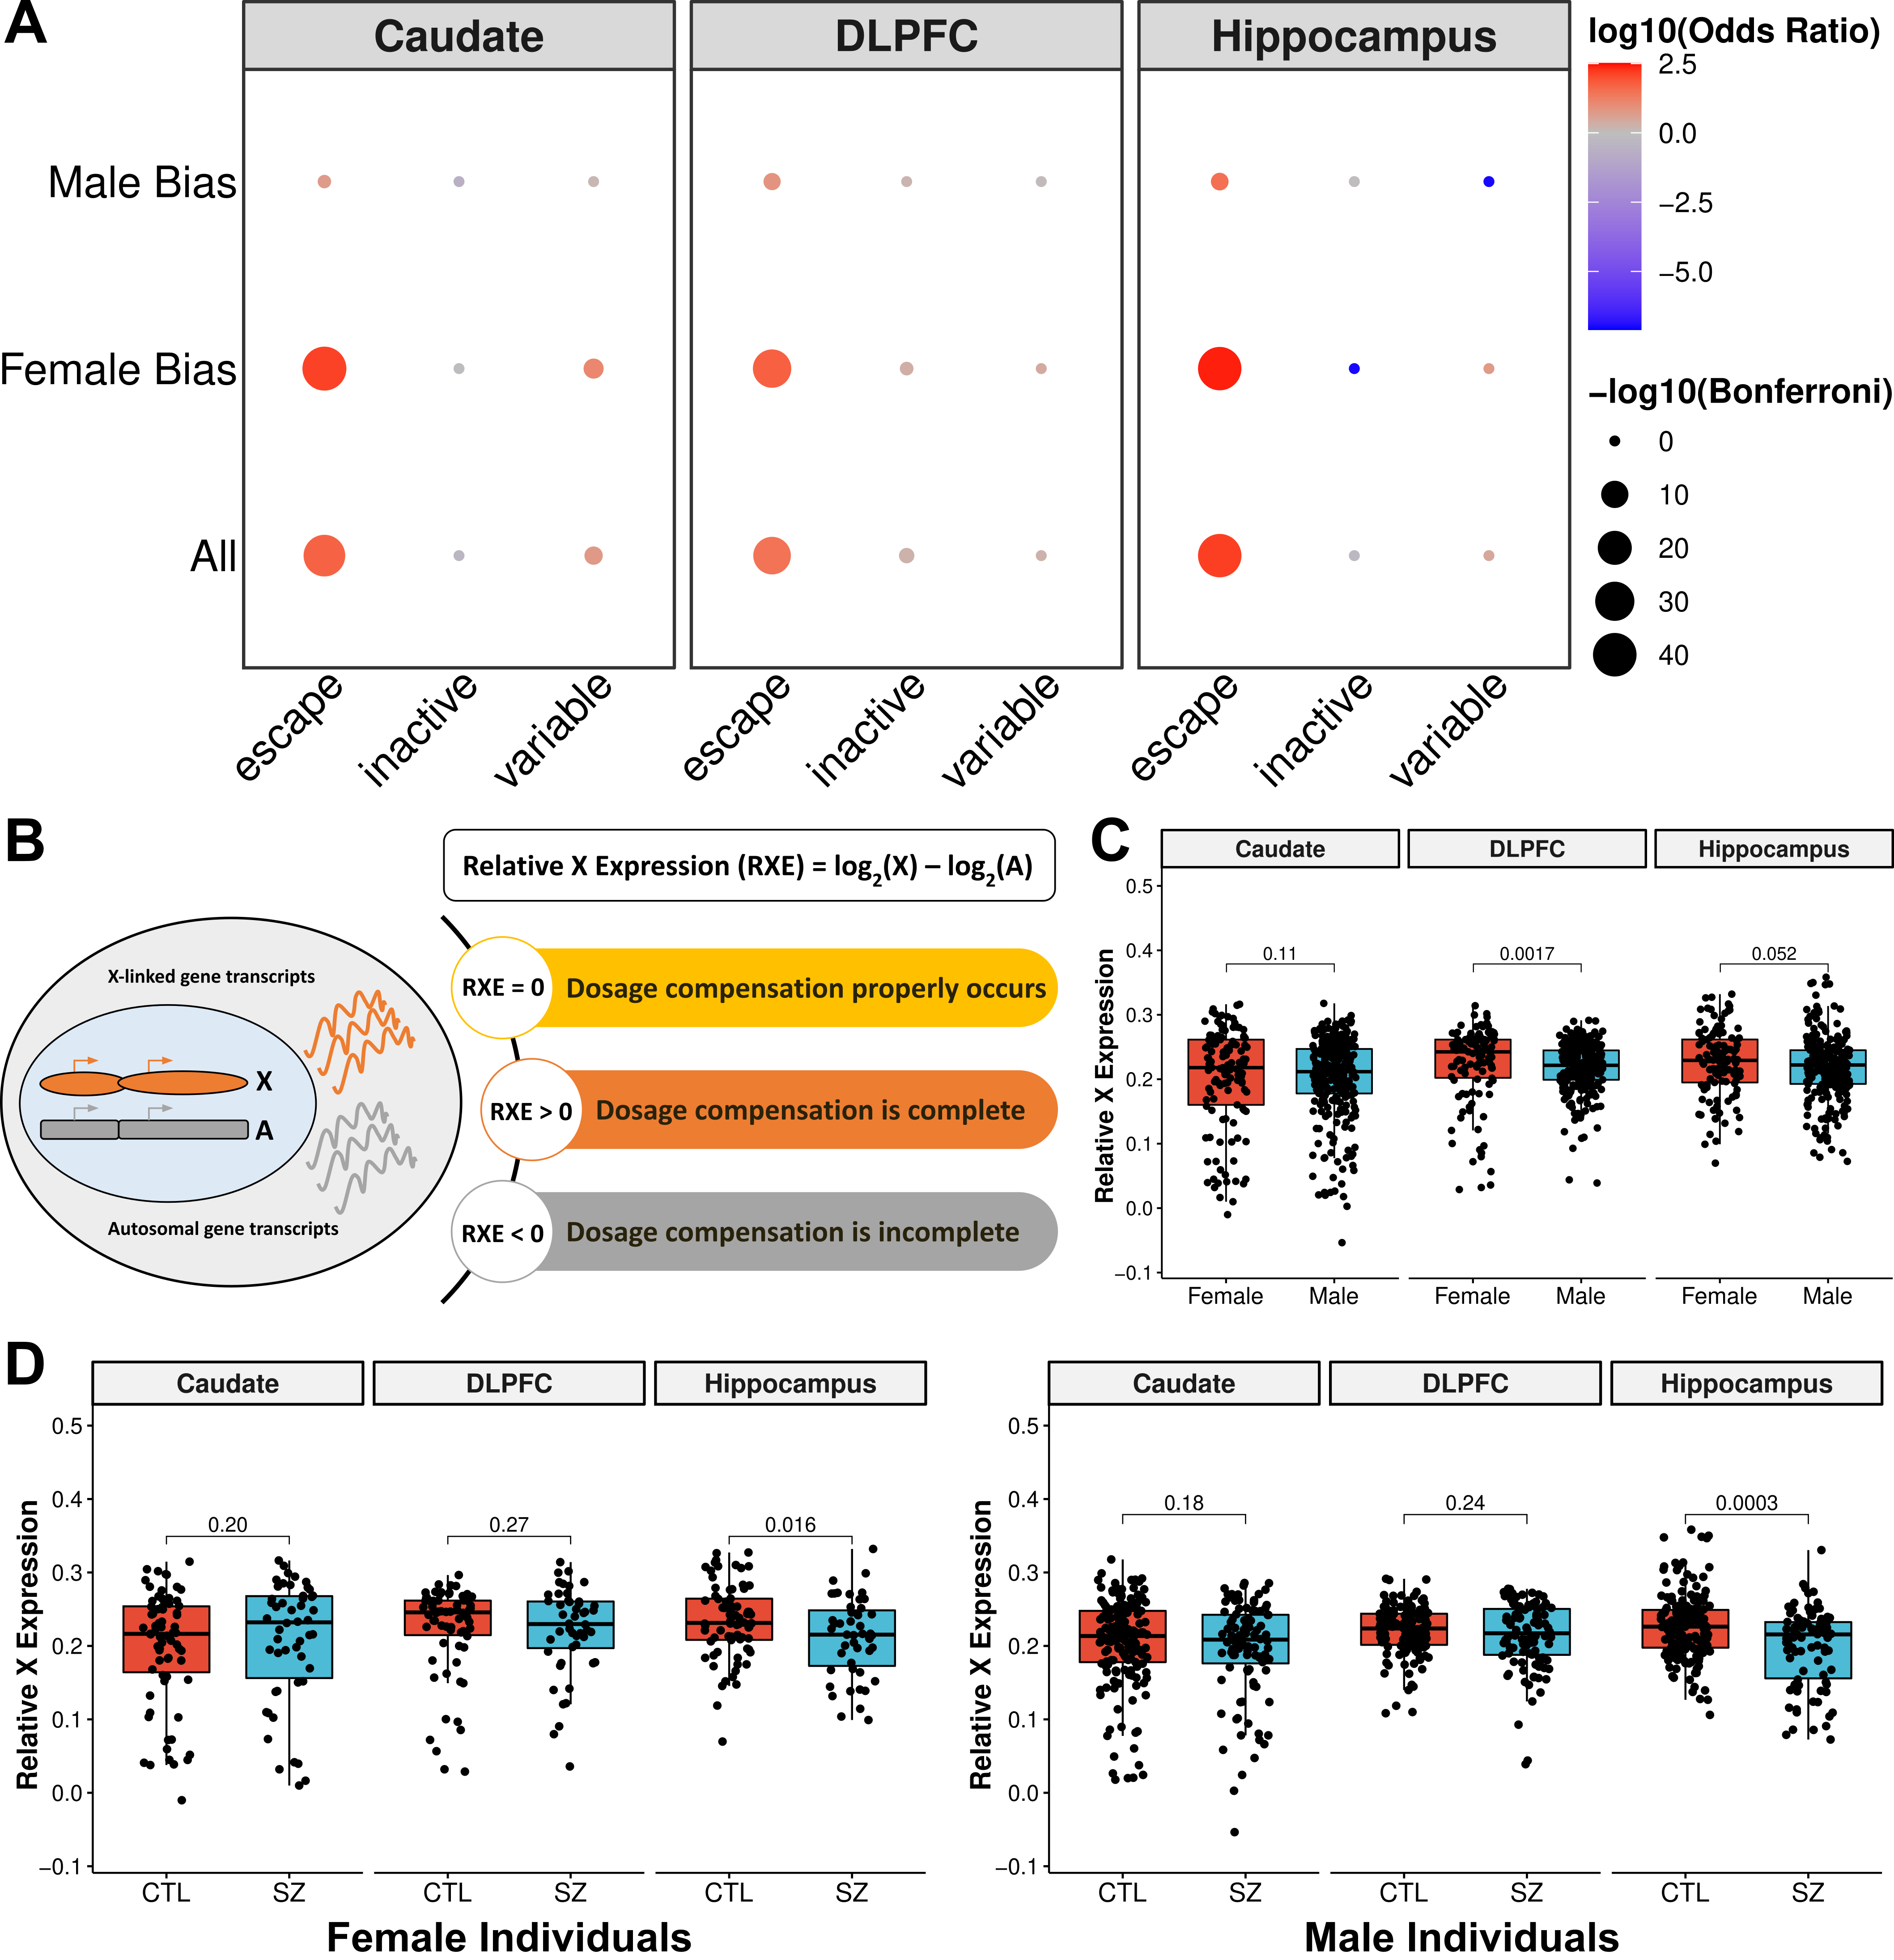 A
Caudate
DLPFC
Hippocampus
Male Bias
Female Bias
All
escape
inactive
variable
escape
inactive
variable
escape
inactive
variable
log10(Odds Ratio)
2.5
0.0
−2.5
−5.0
−log10(Bonferroni)
0
10
20
30
40
B
Relative X Expression (RXE) = log2(X) – log2(A)
X-linked gene transcripts
X
A
Autosomal gene transcripts
RXE = 0 Dosage compensation properly occurs
RXE > 0 Dosage compensation is complete
RXE < 0 Dosage compensation is incomplete
C
Caudate
DLPFC
Hippocampus
Relative X Expression
0.5
0.4
0.3
0.2
0.1
0.0
−0.1
0.11
0.0017
0.052
Female
Male
Female
Male
Female
Male
D
Caudate
DLPFC
Hippocampus
Relative X Expression
0.5
0.4
0.3
0.2
0.1
0.0
−0.1
0.20
0.27
0.016
CTL
SZ
CTL
SZ
CTL
SZ
Female Individuals
Caudate
DLPFC
Hippocampus
Relative X Expression
0.5
0.4
0.3
0.2
0.1
0.0
−0.1
0.18
0.24
0.0003
CTL
SZ
CTL
SZ
CTL
SZ
Male Individuals